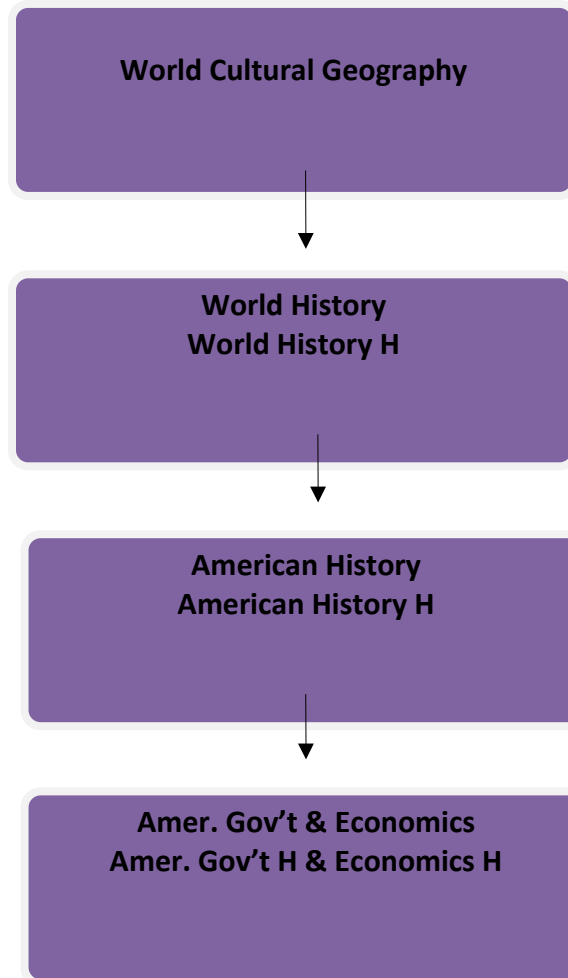 World Cultural Geography
World History
World History H
American History
American History H
Amer. Gov’t & Economics
Amer. Gov’t H & Economics H